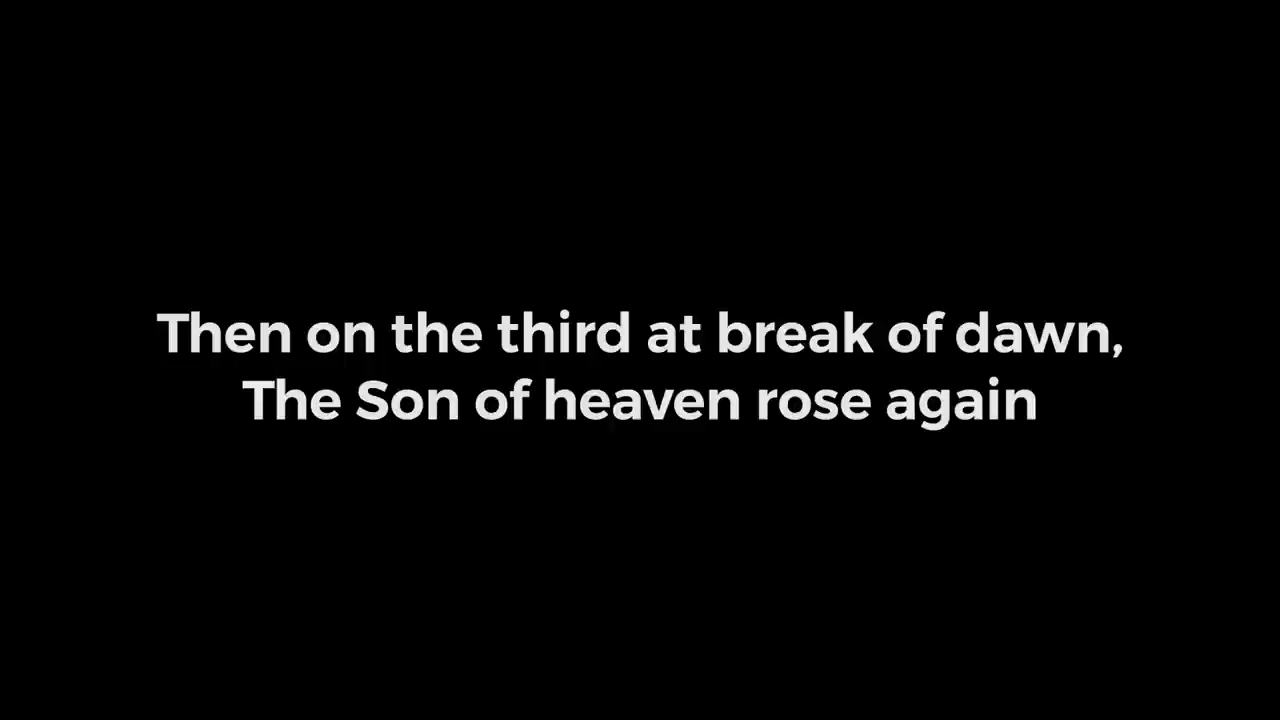 Then on the third at break of dawn,
The Son of heaven rose again